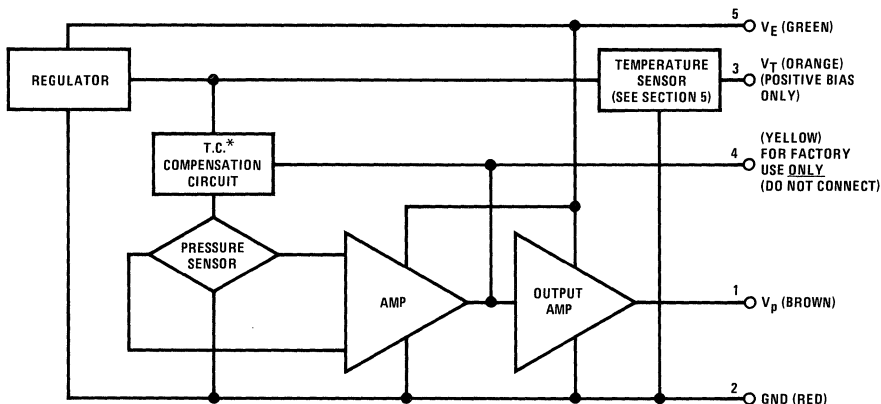 5
V_E (GREEN)
REGULATOR
TEMPERATURE
SENSOR
(SEE SECTION 5)
3
V_T (ORANGE)
(POSITIVE BIAS
ONLY)
T.C.*
COMPENSATION
CIRCUIT
4
(YELLOW)
FOR FACTORY
USE ONLY
(DO NOT CONNECT)
PRESSURE
SENSOR
AMP
OUTPUT
AMP
1
V_p (BROWN)
2
GND (RED)